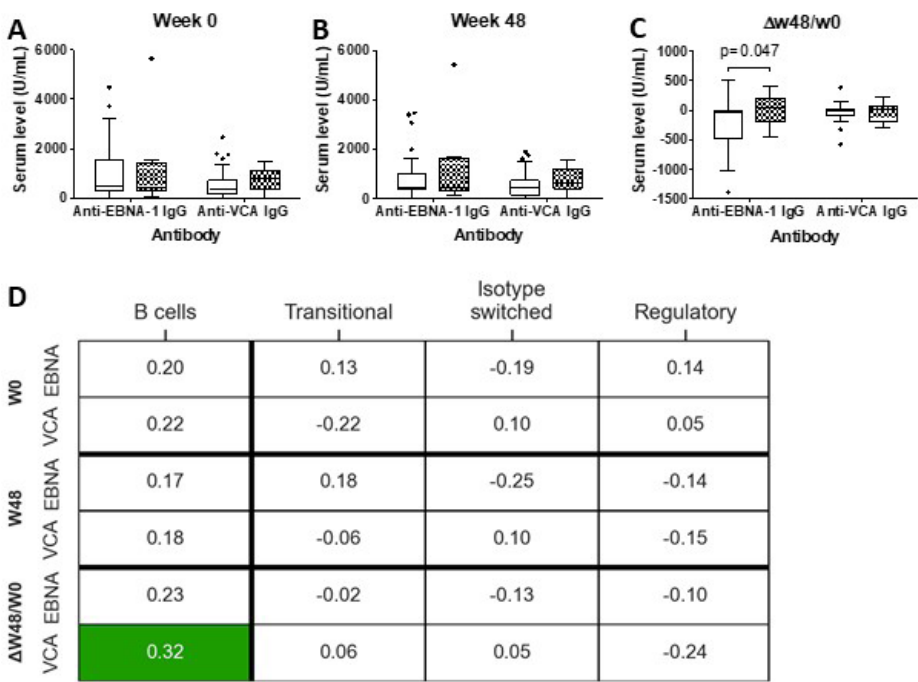 A
Week 0
Serum level (U/mL)
6000
4000
2000
0
Anti-EBNA-1 IgG
Anti-VCA IgG
Antibody
B
Week 48
Serum level (U/mL)
6000
4000
2000
0
Anti-EBNA-1 IgG
Anti-VCA IgG
Antibody
C
Δw48/w0
Serum level (U/mL)
1000
500
0
-500
-1000
-1500
p=0.047
Anti-EBNA-1 IgG
Anti-VCA IgG
Antibody
D
B cells
Transitional
Isotype
switched
Regulatory
W0
EBNA
0.20
0.13
-0.19
0.14
VCA
0.22
-0.22
0.10
0.05
W48
EBNA
0.17
0.18
-0.25
-0.14
VCA
0.18
-0.06
0.10
-0.15
ΔW48/W0
EBNA
0.23
-0.02
-0.13
-0.10
VCA
0.32
0.06
0.05
-0.24